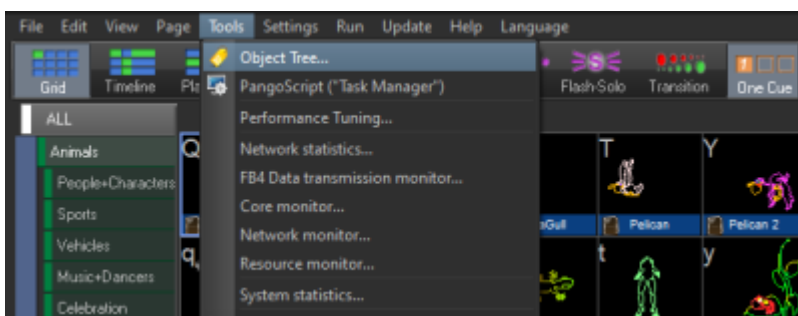 File Edit View Page Tools Settings Run Update Help Language
Object Tree...
Grid Timeline Flash-Solo Transition One Cue
PangoScript ("Task Manager")
ALL
Performance Tuning...
Animals
Q
Network statistics...
T
Y
People+Characters
FB4 Data transmission monitor...
Sports
Core monitor...
Pelican
Pelican 2
Vehicles
Network monitor...
q
t
y
Music+Dancers
Resource monitor...
Celebration
System statistics...